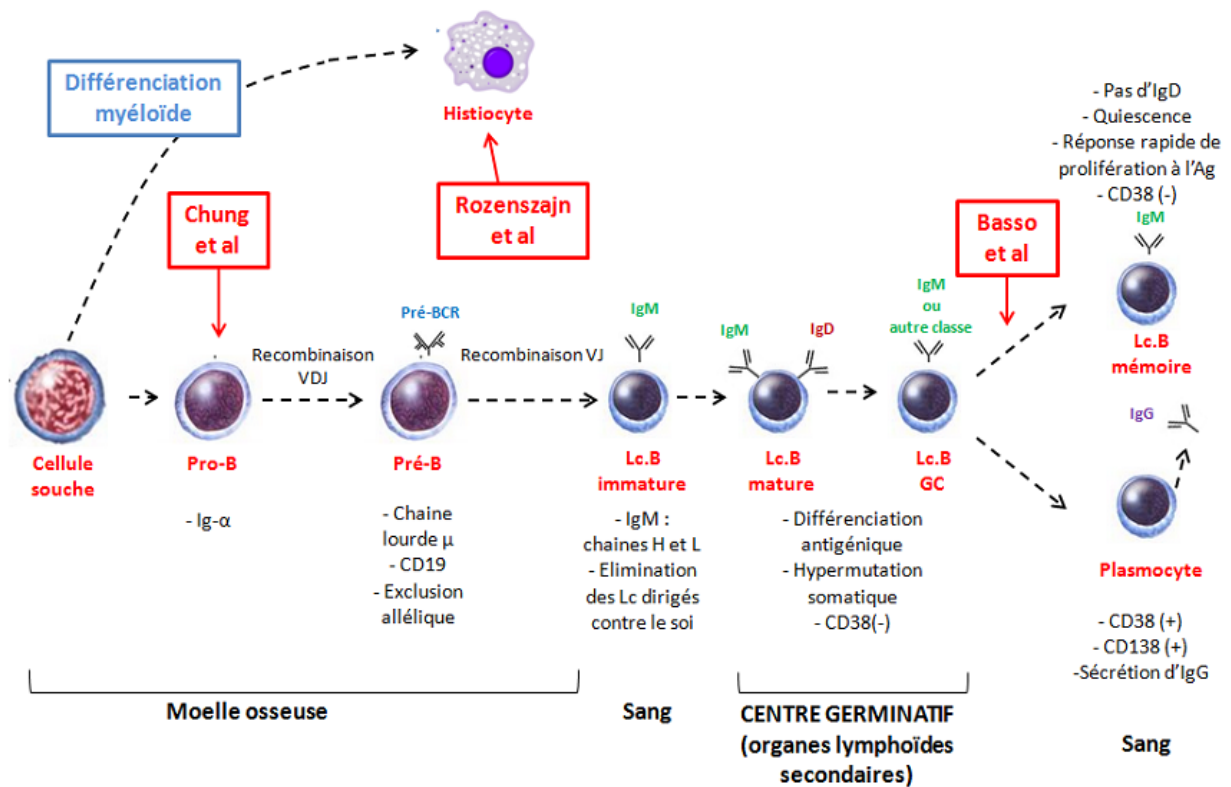 Différenciation
myéloïde
Histiocyte
Chung
et al
Rozenszajn
et al
Basso
et al
- Pas d'IgD
- Quiescence
- Réponse rapide de
prolifération à l'Ag
- CD38 (-)
IgM
Lc.B
mémoire
Cellule
souche
Pro-B
- Ig-α
Recombinaison
VDJ
Pré-BCR
Pré-B
- Chaine
lourde µ
- CD19
- Exclusion
allélique
Recombinaison VJ
IgM
Lc.B
immature
- IgM :
chaines H et L
- Elimination
des Lc dirigés
contre le soi
IgM
IgD
Lc.B
mature
IgM
ou
autre classe
Lc.B
GC
- Différenciation
antigénique
- Hypermutation
somatique
- CD38(-)
IgG
Plasmocyte
- CD38 (+)
- CD138 (+)
-Sécrétion d'IgG
Moelle osseuse
Sang
CENTRE GERMINATIF
(organes lymphoïdes
secondaires)
Sang